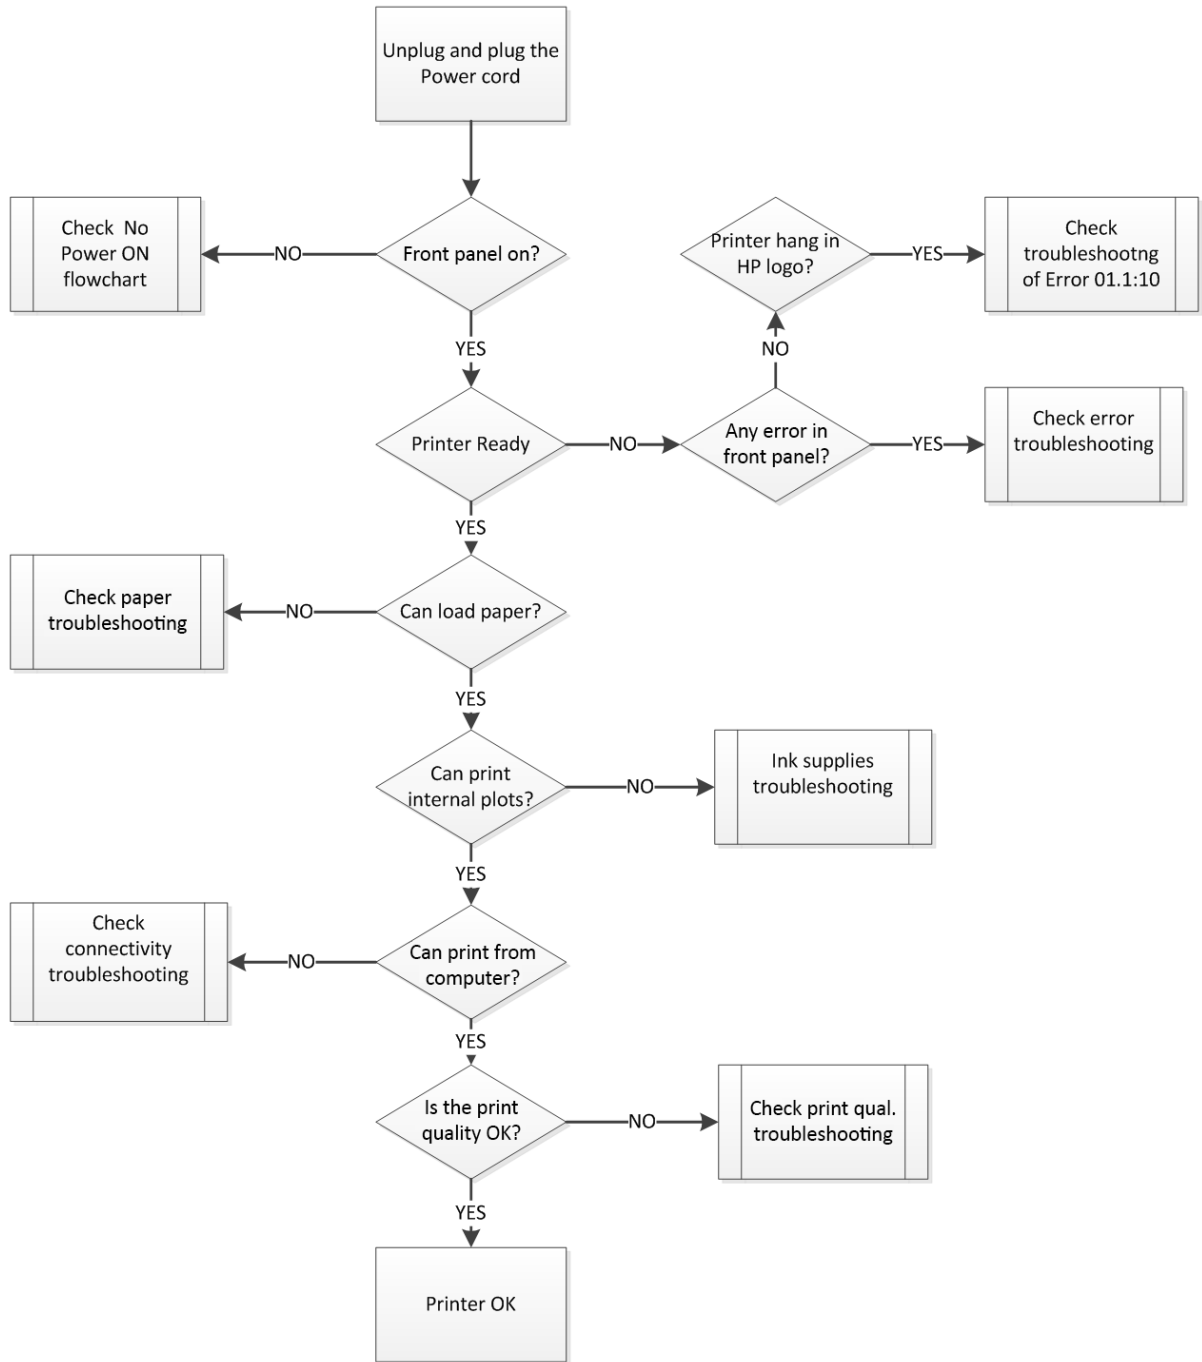 Unplug and plug the
Power cord
Check No
Power ON
flowchart
NO
Front panel on?
Printer hang in
HP logo?
YES
Check
troubleshootng
of Error 01.1:10
YES
NO
Printer Ready
NO
Any error in
front panel?
YES
Check error
troubleshooting
YES
Check paper
troubleshooting
NO
Can load paper?
YES
Can print
internal plots?
NO
Ink supplies
troubleshooting
YES
Check
connectivity
troubleshooting
NO
Can print from
computer?
YES
Is the print
quality OK?
NO
Check print qual.
troubleshooting
YES
Printer OK